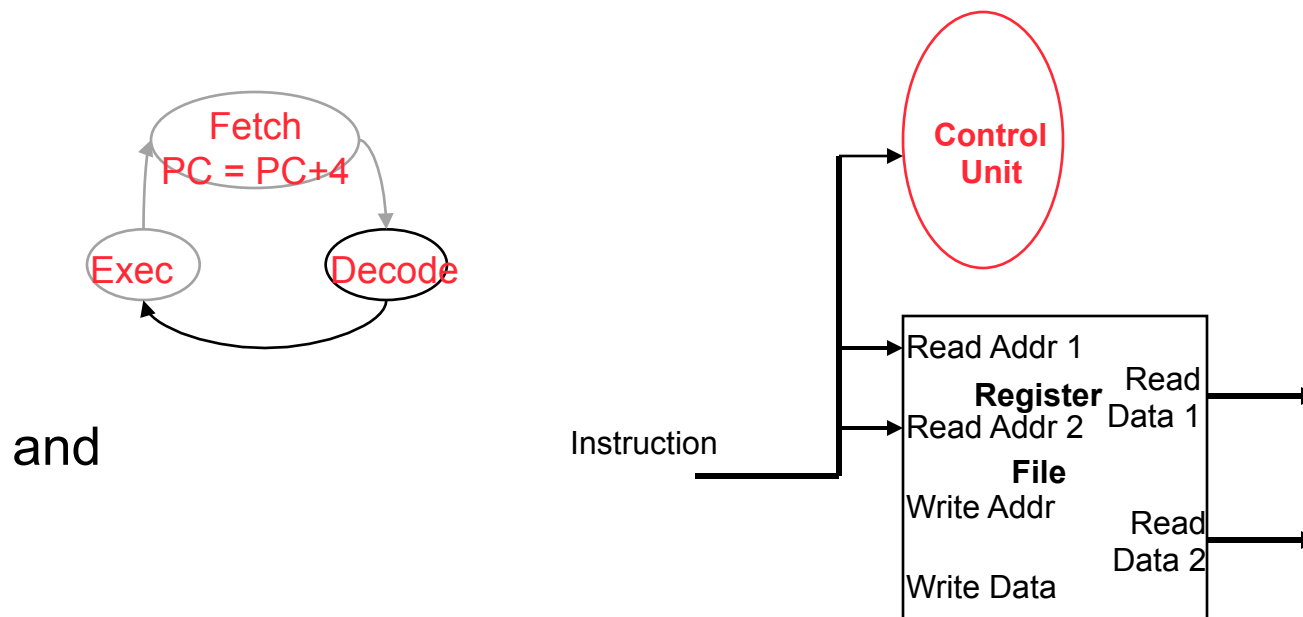 Fetch
PC = PC+4
Exec
Decode
and
Control
Unit
Instruction
Read Addr 1
Register
Read Addr 2
File
Write Addr
Write Data
Read
Data 1
Read
Data 2